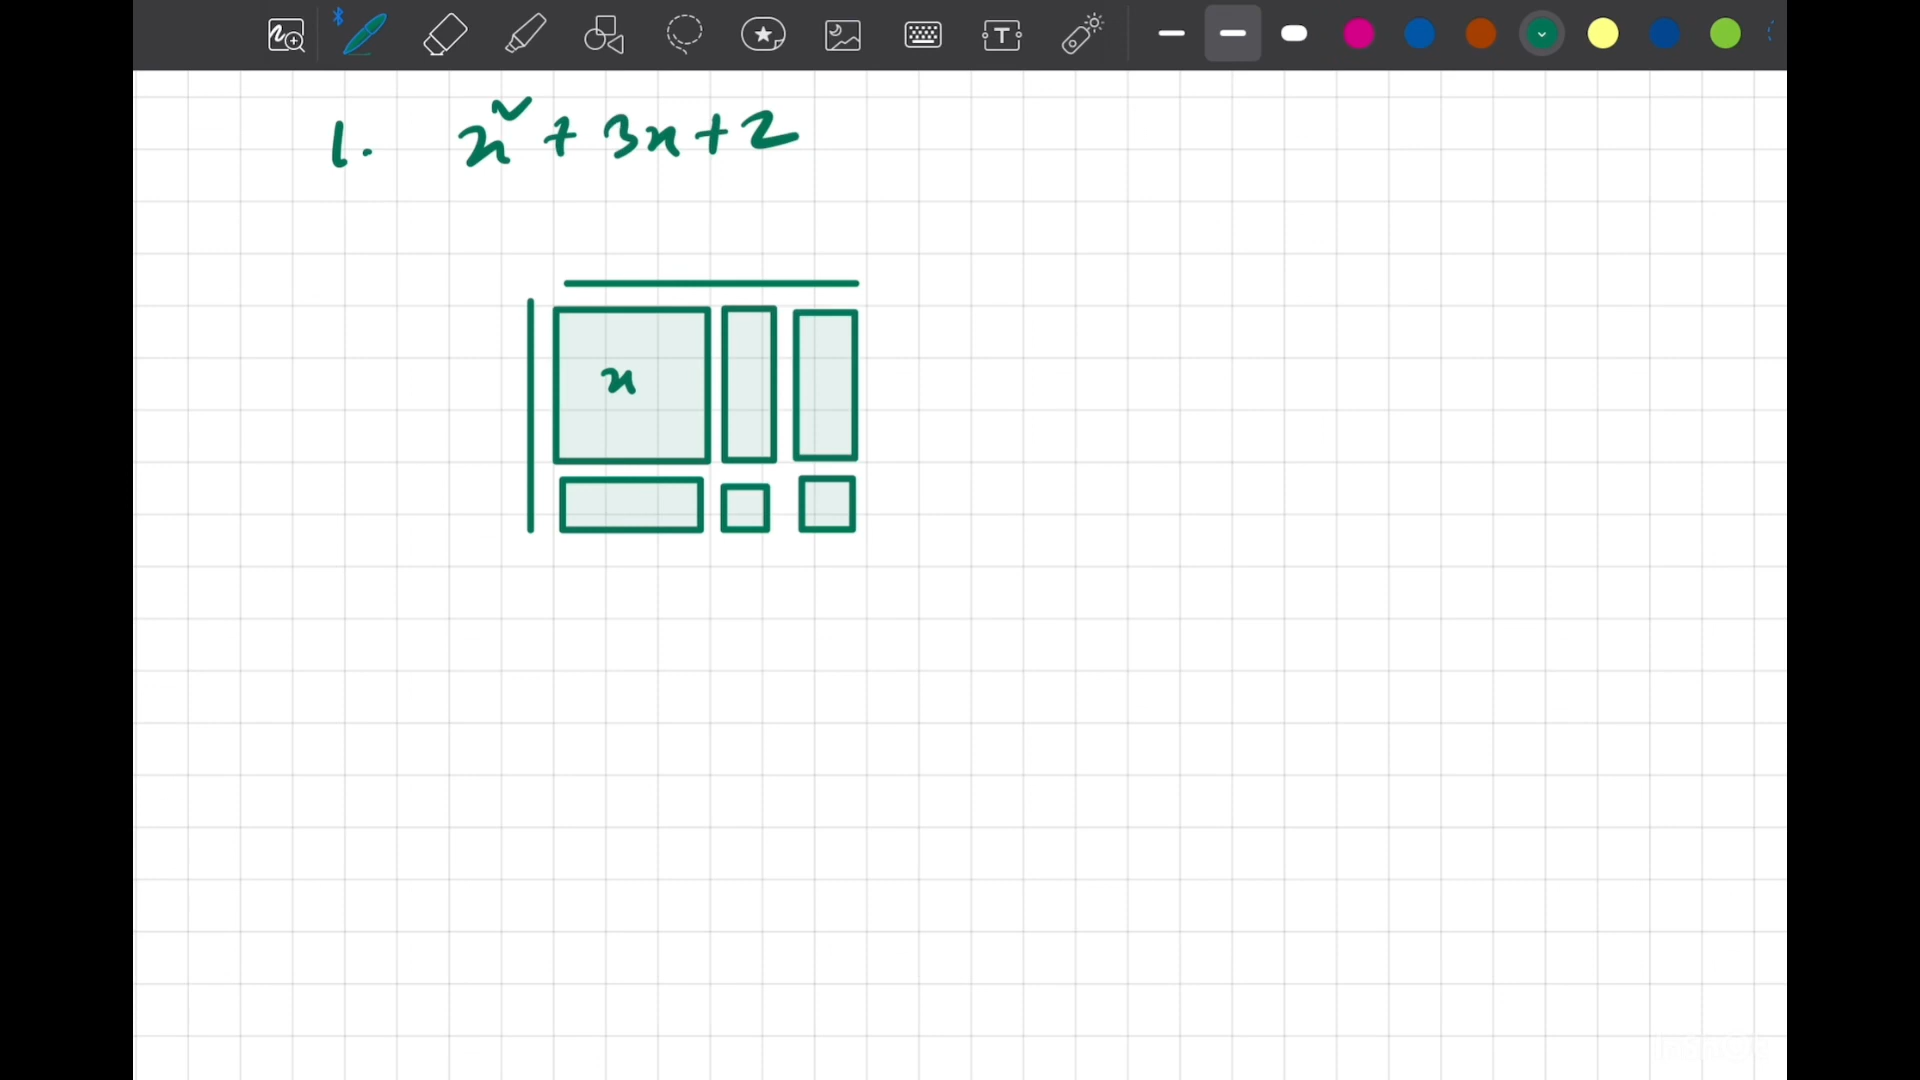 1. x² + 3x + 2
x